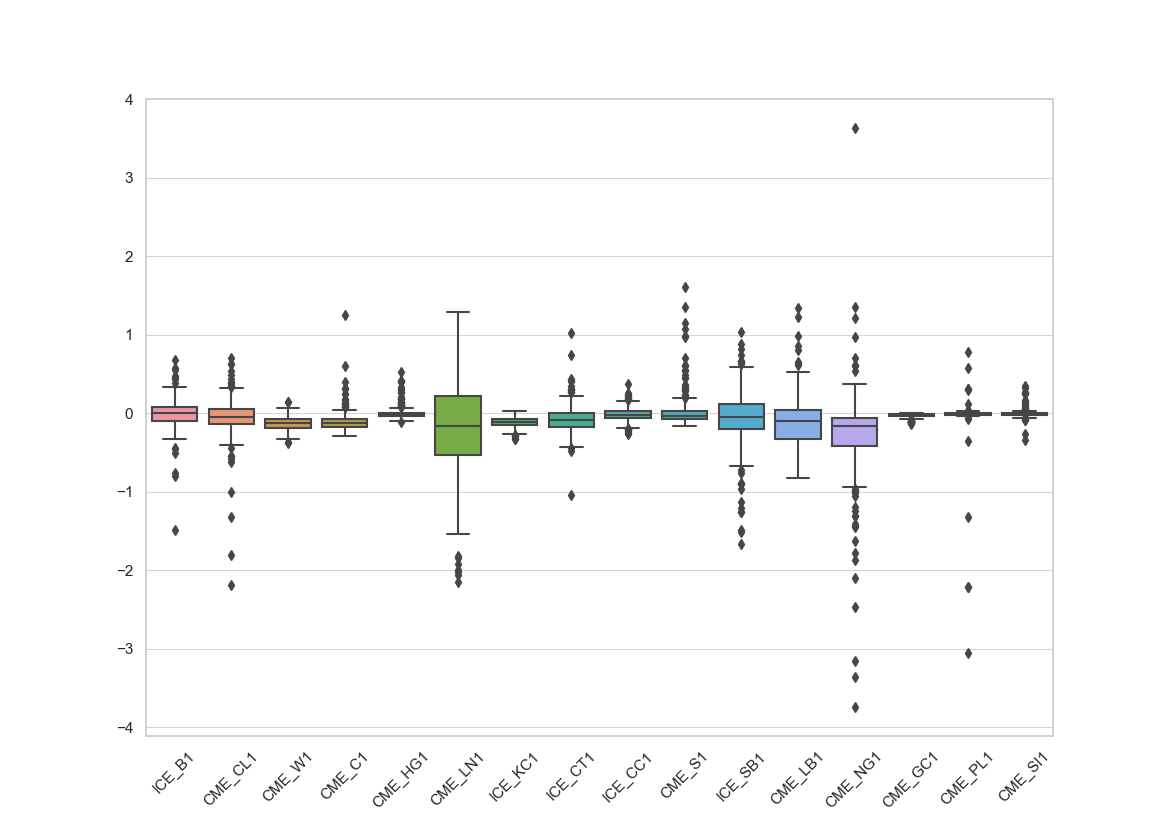 4
3
2
1
0
−1
−2
−3
−4
ICE_B1
CME_CL1
CME_W1
CME_C1
CME_HG1
CME_LN1
ICE_KC1
ICE_CT1
ICE_CC1
CME_S1
ICE_SB1
CME_LB1
CME_NG1
CME_GC1
CME_PL1
CME_SI1